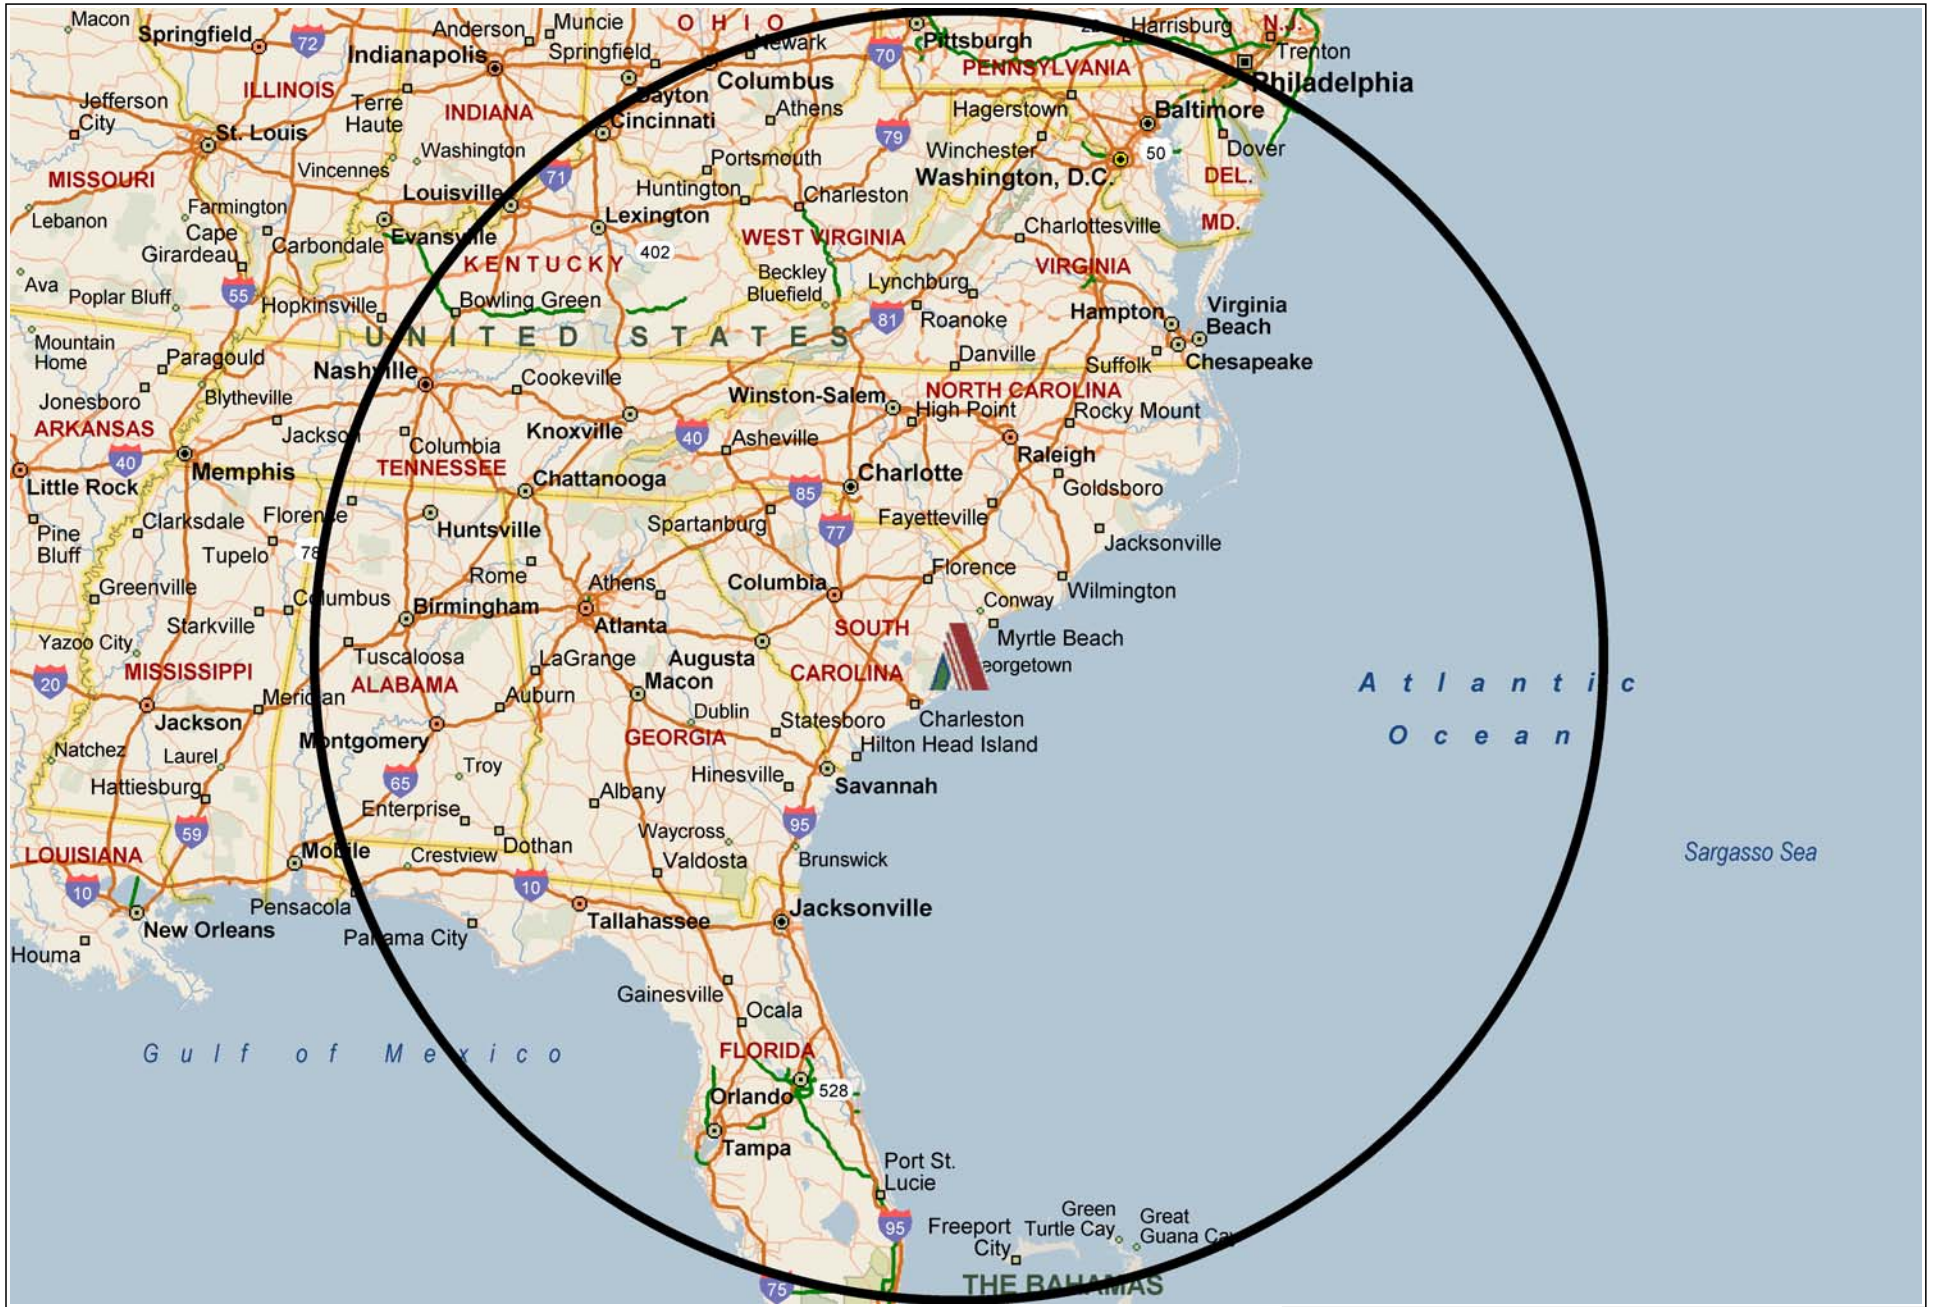 Macon
Springfield
72
Anderson
Muncie
OHIO
Springfield
Newark
Indianapolis
70
Pittsburgh
Harrisburg
N.J.
Trenton
PENNSYLVANIA
Philadelphia
ILLINOIS
Jefferson
City
Terre
Haute
INDIANA
Dayton
Columbus
Cincinnati
Athens
Hagerstown
Baltimore
St. Louis
79
Winchester
50
Dover
Vincennes
Washington
71
Portsmouth
Washington, D.C.
DEL.
MISSOURI
Louisville
Huntington
Charleston
Lebanon
Farmington
Cape
Girardeau
Carbondale
Evansville
Lexington
402
WEST VIRGINIA
Charlottesville
MD.
KENTUCKY
Beckley
Bluefield
VIRGINIA
Lynchburg
Ava
Poplar Bluff
55
Hopkinsville
Bowling Green
81
Roanoke
Hampton
Virginia
Beach
UNITED STATES
Mountain
Home
Paragould
Nashville
Cookeville
Danville
Suffolk
Chesapeake
Jonesboro
Blytheville
Winston-Salem
NORTH CAROLINA
High Point
Rocky Mount
ARKANSAS
40
Jackson
Columbia
Knoxville
40
Asheville
Raleigh
Memphis
TENNESSEE
Little Rock
Chattanooga
Charlotte
85
Goldsboro
Pine
Bluff
Clarksdale
Florence
Huntsville
Spartanburg
77
Fayetteville
Tupelo
78
Jacksonville
Greenville
Rome
Athens
Columbia
Florence
Columbus
Birmingham
Wilmington
Conway
Starkville
Atlanta
SOUTH
CAROLINA
Myrtle Beach
Yazoo City
Tuscaloosa
LaGrange
Augusta
eorgetown
20
MISSISSIPPI
ALABAMA
Macon
Meridian
Auburn
Dublin
Atlantic
Ocean
Jackson
Statesboro
Charleston
Montgomery
GEORGIA
Hilton Head Island
Natchez
Laurel
65
Troy
Hinesville
Savannah
Hattiesburg
Enterprise
Albany
59
Waycross
95
LOUISIANA
Mobile
Crestview
Dothan
Valdosta
Brunswick
Sargasso Sea
10
10
Pensacola
Jacksonville
New Orleans
Panama City
Tallahassee
Houma
Gainesville
Ocala
Gulf of Mexico
FLORIDA
Orlando
528
Tampa
Port St.
Lucie
95
Freeport
City
Green
Turtle Cay
Great
Guana Cay
75
THE BAHAMAS